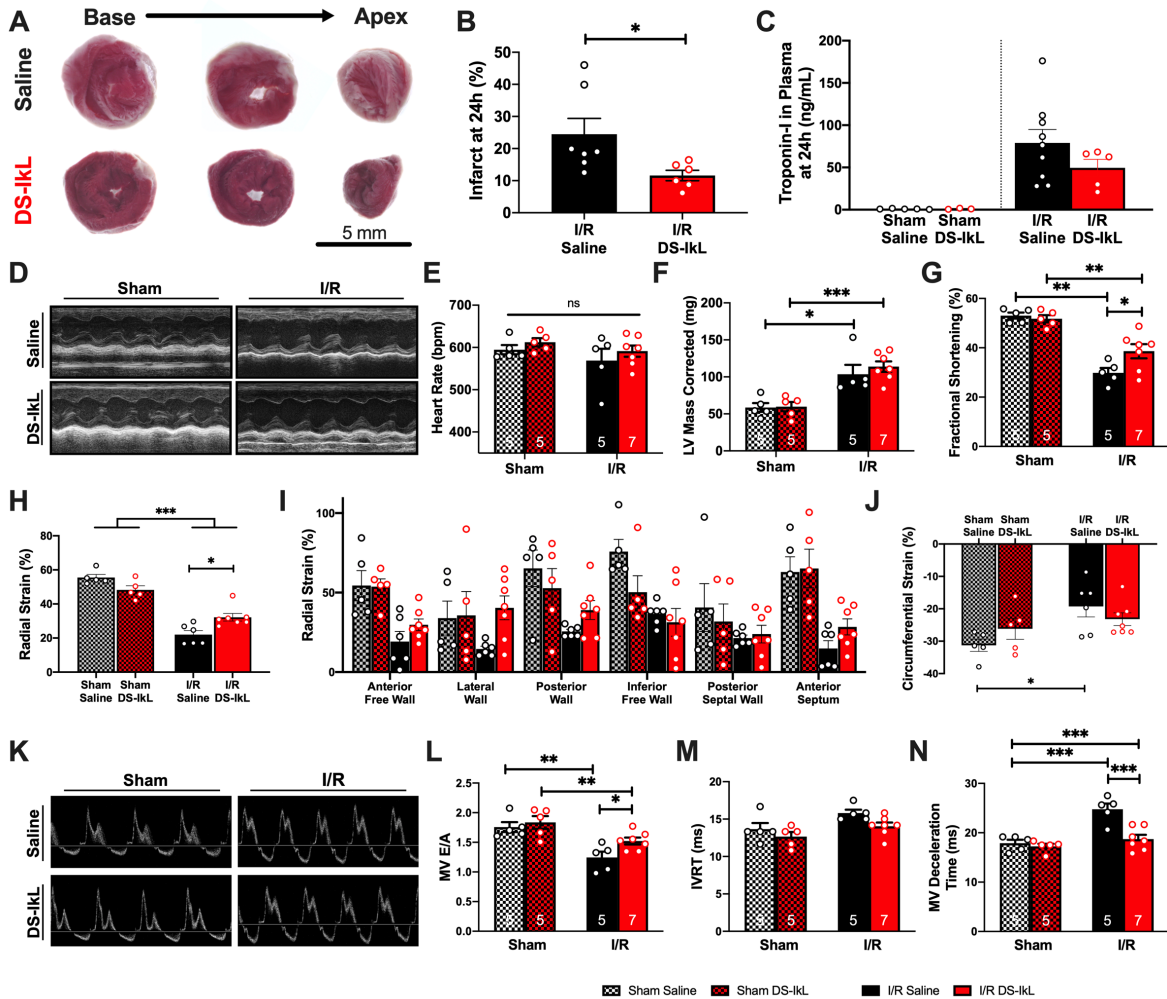 A
Base
Apex
Saline
DS-IkL
5 mm
B
Infarct at 24h (%)
50
40
30
20
10
0
*
I/R
Saline
I/R
DS-IkL
C
Troponin-I in Plasma
at 24h (ng/mL)
200
150
100
50
0
Sham
Saline
Sham
DS-IkL
I/R
Saline
I/R
DS-IkL
D
Sham
I/R
Saline
DS-IkL
E
Heart Rate (bpm)
700
600
500
400
ns
5
5
5
7
Sham
I/R
F
LV Mass Corrected (mg)
200
150
100
50
0
***
*
5
5
5
7
Sham
I/R
G
Fractional Shortening (%)
60
40
20
0
**
**
*
5
5
5
7
Sham
I/R
H
Radial Strain (%)
80
60
40
20
0
***
*
Sham
Saline
Sham
DS-IkL
I/R
Saline
I/R
DS-IkL
I
Radial Strain (%)
100
50
0
Anterior
Free Wall
Lateral
Wall
Posterior
Wall
Inferior
Free Wall
Posterior
Septal Wall
Anterior
Septum
J
Sham
Saline
Sham
DS-IkL
I/R
Saline
I/R
DS-IkL
Circumferential Strain (%)
0
-10
-20
-30
-40
*
K
Sham
I/R
Saline
DS-IkL
L
MV E/A
2.5
2.0
1.5
1.0
0.5
0.0
**
**
*
5
5
5
7
Sham
I/R
M
IVRT (ms)
20
15
10
5
0
5
5
5
7
Sham
I/R
N
MV Deceleration
Time (ms)
40
30
20
10
0
***
***
***
5
5
5
7
Sham
I/R
Sham Saline
Sham DS-IkL
I/R Saline
I/R DS-IkL